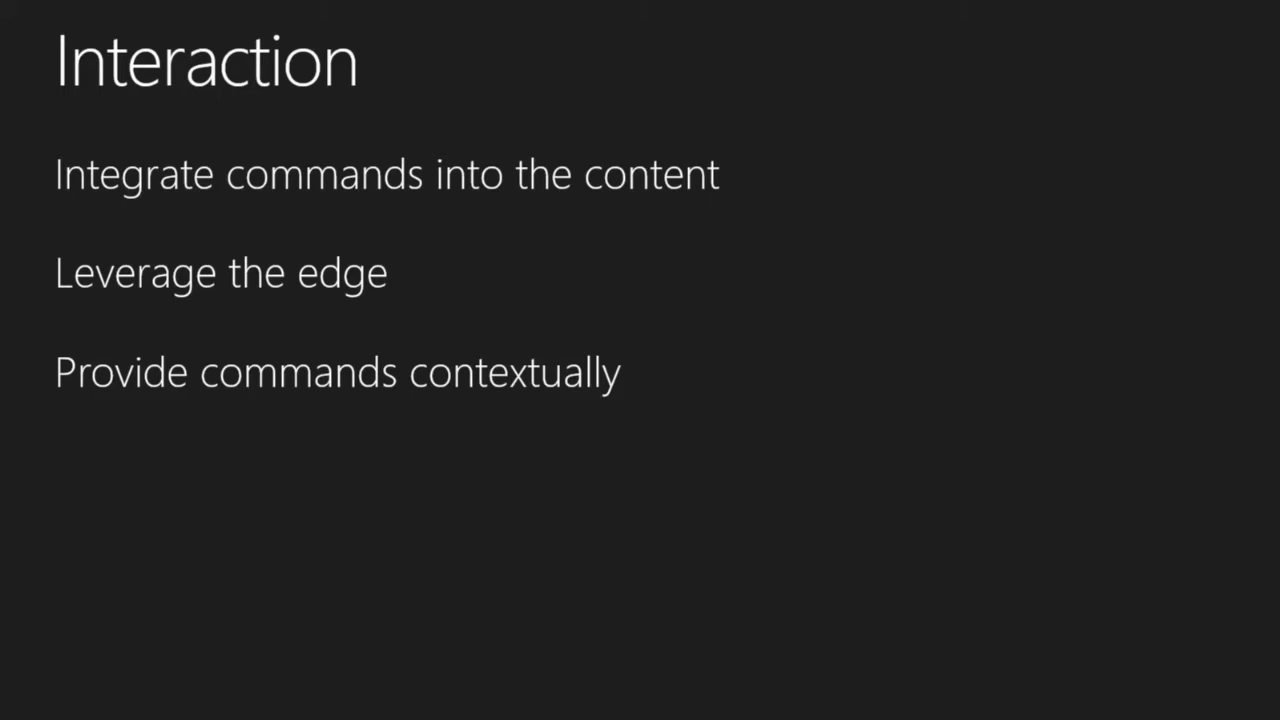 Interaction
Integrate commands into the content
Leverage the edge
Provide commands contextually